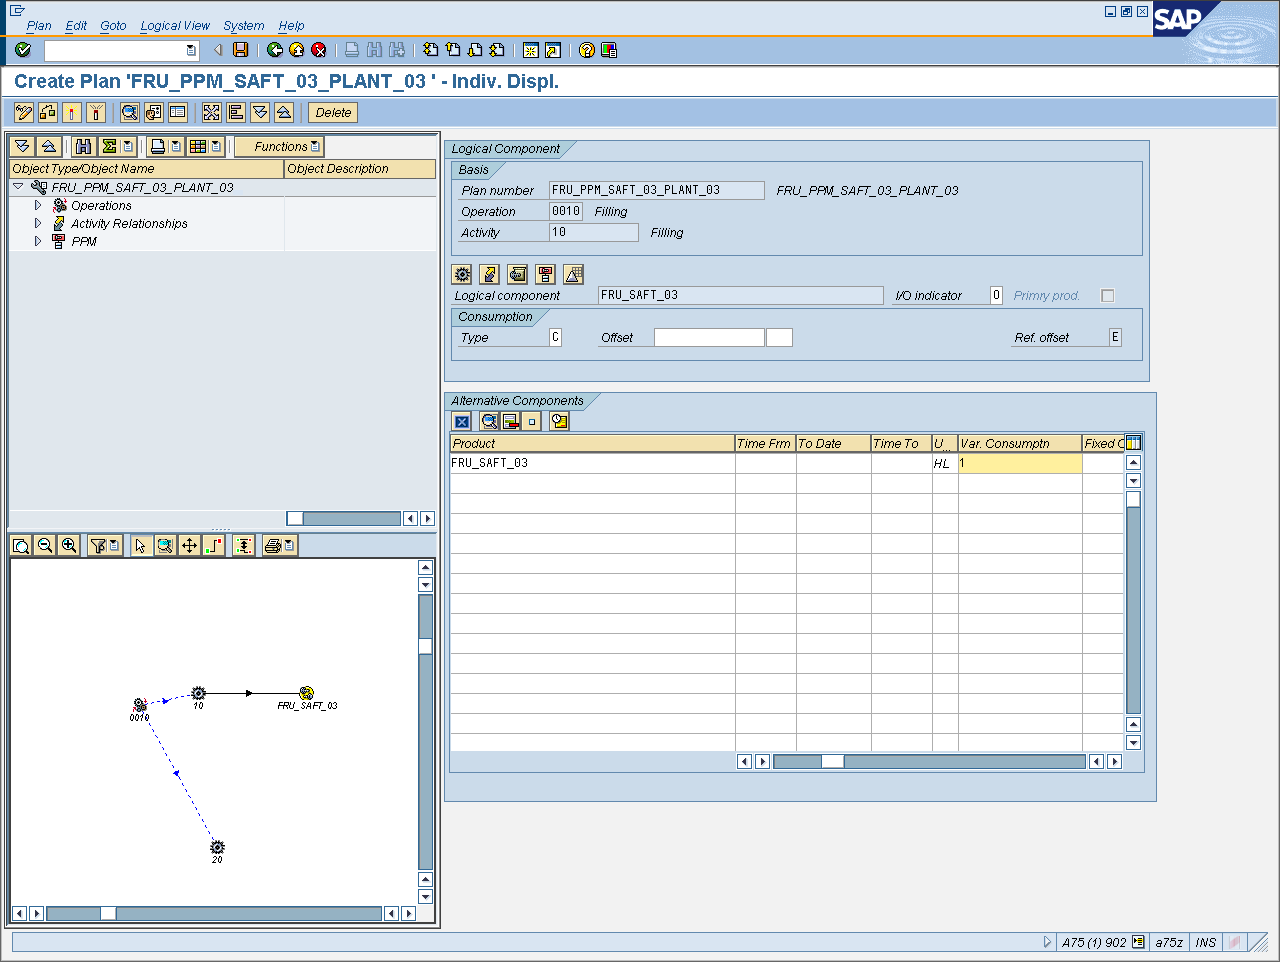 Plan Edit Goto Logical View System Help
SAP
Create Plan 'FRU_PPM_SAFT_03_PLANT_03 ' - Indiv. Displ.
Delete
Functions
Object Type/Object Name Object Description
FRU_PPM_SAFT_03_PLANT_03
Operations
Activity Relationships
PPM
Logical Component
Basis
Plan number FRU_PPM_SAFT_03_PLANT_03 FRU_PPM_SAFT_03_PLANT_03
Operation 0010 Filling
Activity 10 Filling
Logical component FRU_SAFT_03 I/O indicator O Primry prod.
Consumption
Type C Offset Ref. offset E
Alternative Components
Product Time Frm To Date Time To U... Var. Consumptn Fixed C
FRU_SAFT_03 HL 1
0010
10
FRU_SAFT_03
20
A75 (1) 902 a75z INS